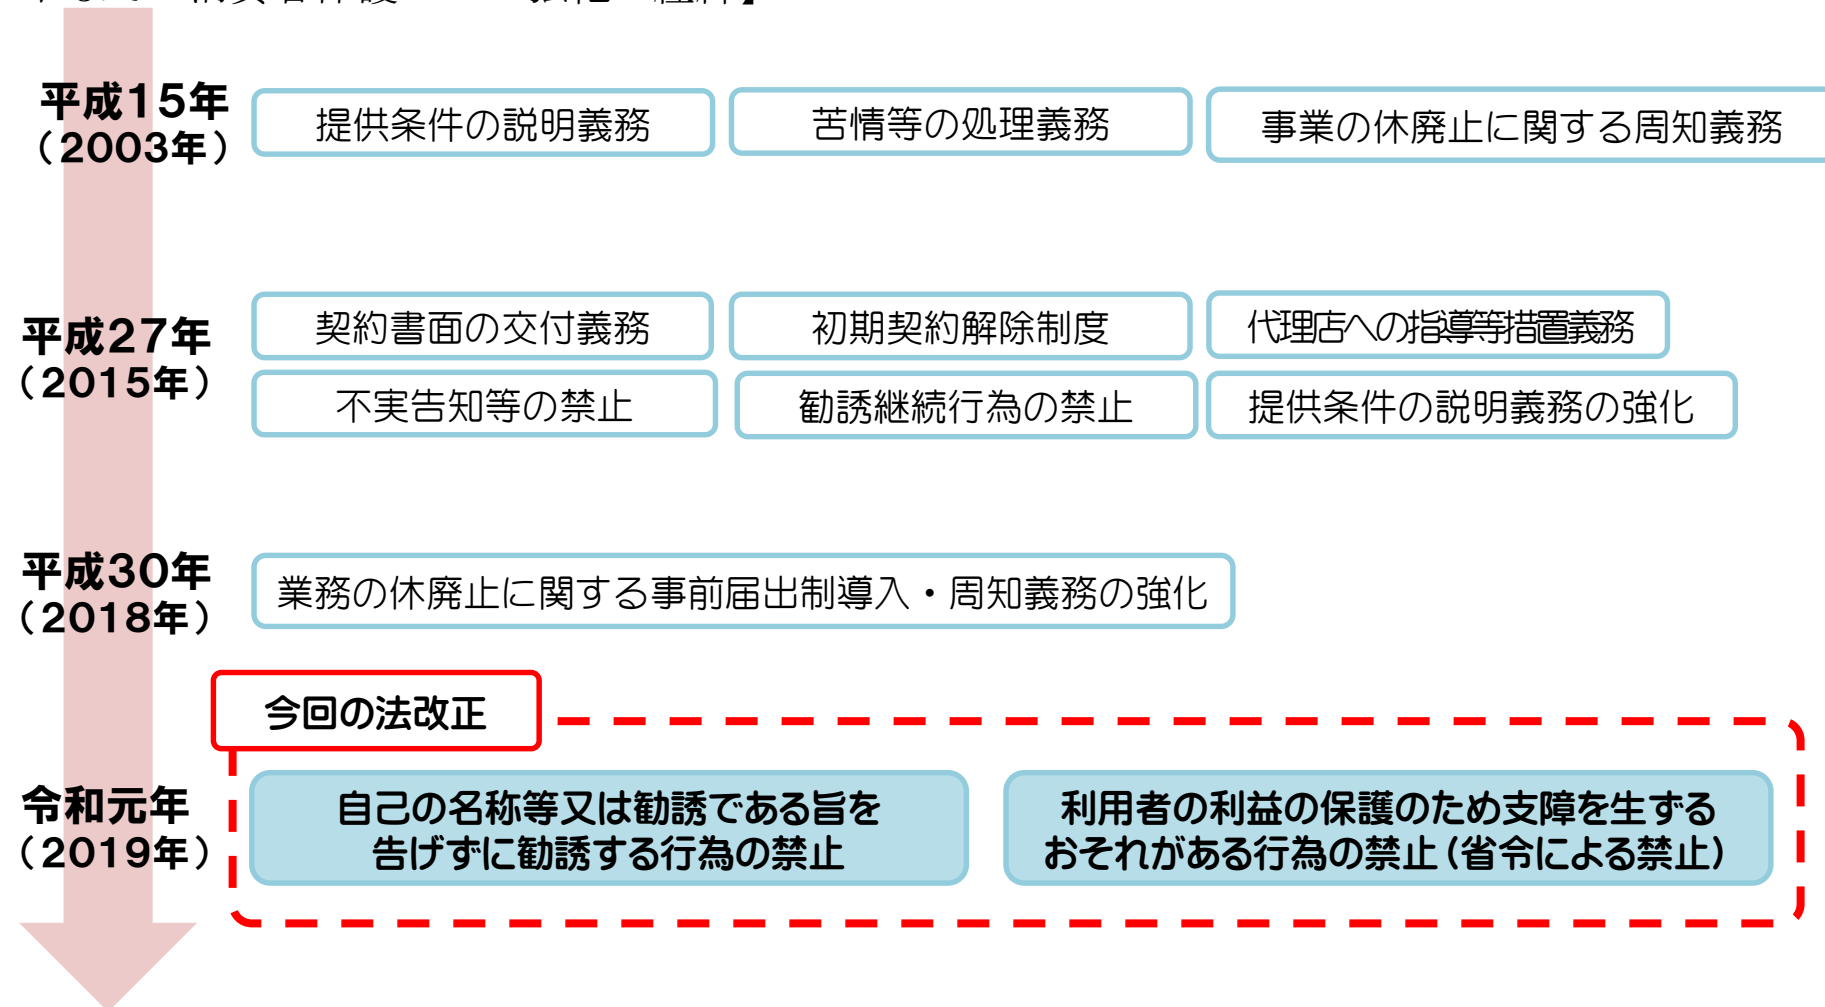 平成15年
（2003年）
提供条件の説明義務
苦情等の処理義務
事業の休廃止に関する周知義務
平成27年
（2015年）
契約書面の交付義務
初期契約解除制度
代理店への指導等措置義務
不実告知等の禁止
勧誘継続行為の禁止
提供条件の説明義務の強化
平成30年
（2018年）
業務の休廃止に関する事前届出制導入・周知義務の強化
今回の法改正
令和元年
（2019年）
自己の名称等又は勧誘である旨を
告げずに勧誘する行為の禁止
利用者の利益の保護のため支障を生ずる
おそれがある行為の禁止（省令による禁止）